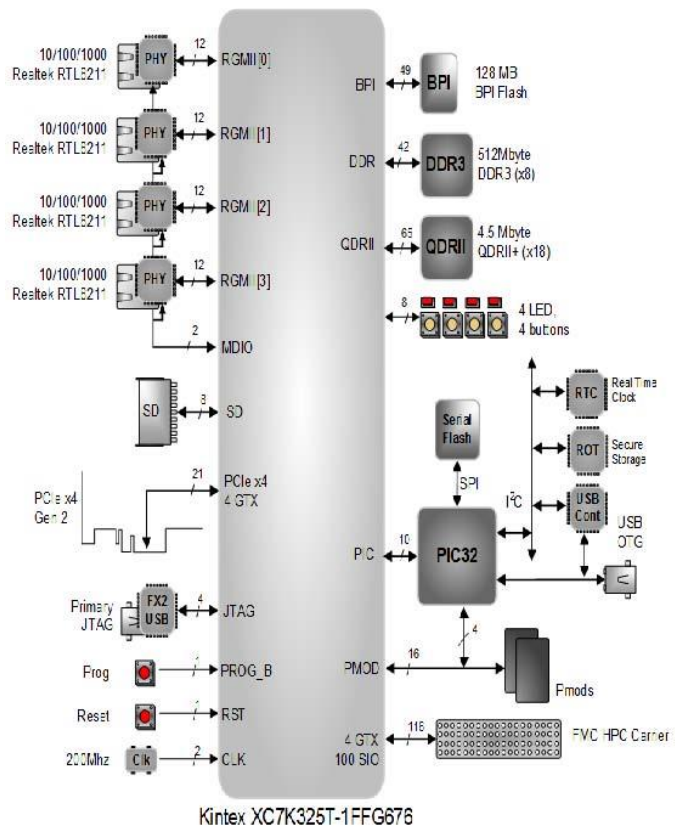 10/100/1000
Realtek RTL8211
PHY
12
RGMII[0]
10/100/1000
Realtek RTL8211
PHY
12
RGMII[1]
10/100/1000
Realtek RTL8211
PHY
12
RGMII[2]
10/100/1000
Realtek RTL8211
PHY
12
RGMII[3]
2
MDIO
SD
8
SD
PCIe x4
Gen 2
21
PCIe x4
4 GTX
Primary
JTAG
FX2
USB
4
JTAG
Prog
1
PROG_B
Reset
1
RST
200Mhz
Clk
2
CLK
BPI
49
BPI
128 MB
BPI Flash
DDR
42
DDR3
512Mbyte
DDR3 (x8)
QDRII
65
QDRII
4.5 Mbyte
QDRII+ (x18)
8
4 LED,
4 buttons
Serial
Flash
SPI
I²C
RTC
Real Time
Clock
ROT
Secure
Storage
USB
Cont
USB
OTG
PIC
10
PIC32
4
PMOD
16
Pmods
4 GTX
100 SIO
116
FMC HPC Carrier
Kintex XC7K325T-1FFG676